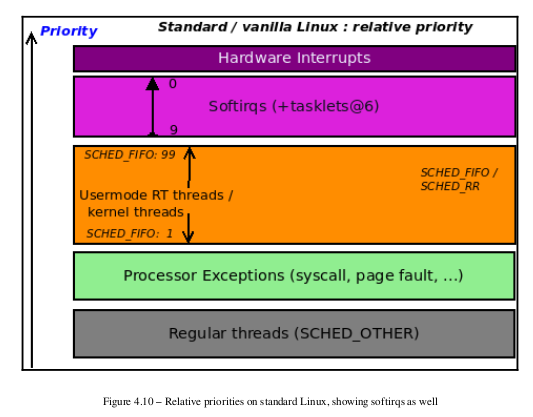 Priority
Standard / vanilla Linux : relative priority
Hardware Interrupts
0
Softirqs (+tasklets@6)
9
SCHED_FIFO: 99
SCHED_FIFO /
SCHED_RR
Usermode RT threads /
kernel threads
SCHED_FIFO: 1
Processor Exceptions (syscall, page fault, ...)
Regular threads (SCHED_OTHER)
Figure 4.10 – Relative priorities on standard Linux, showing softirqs as well